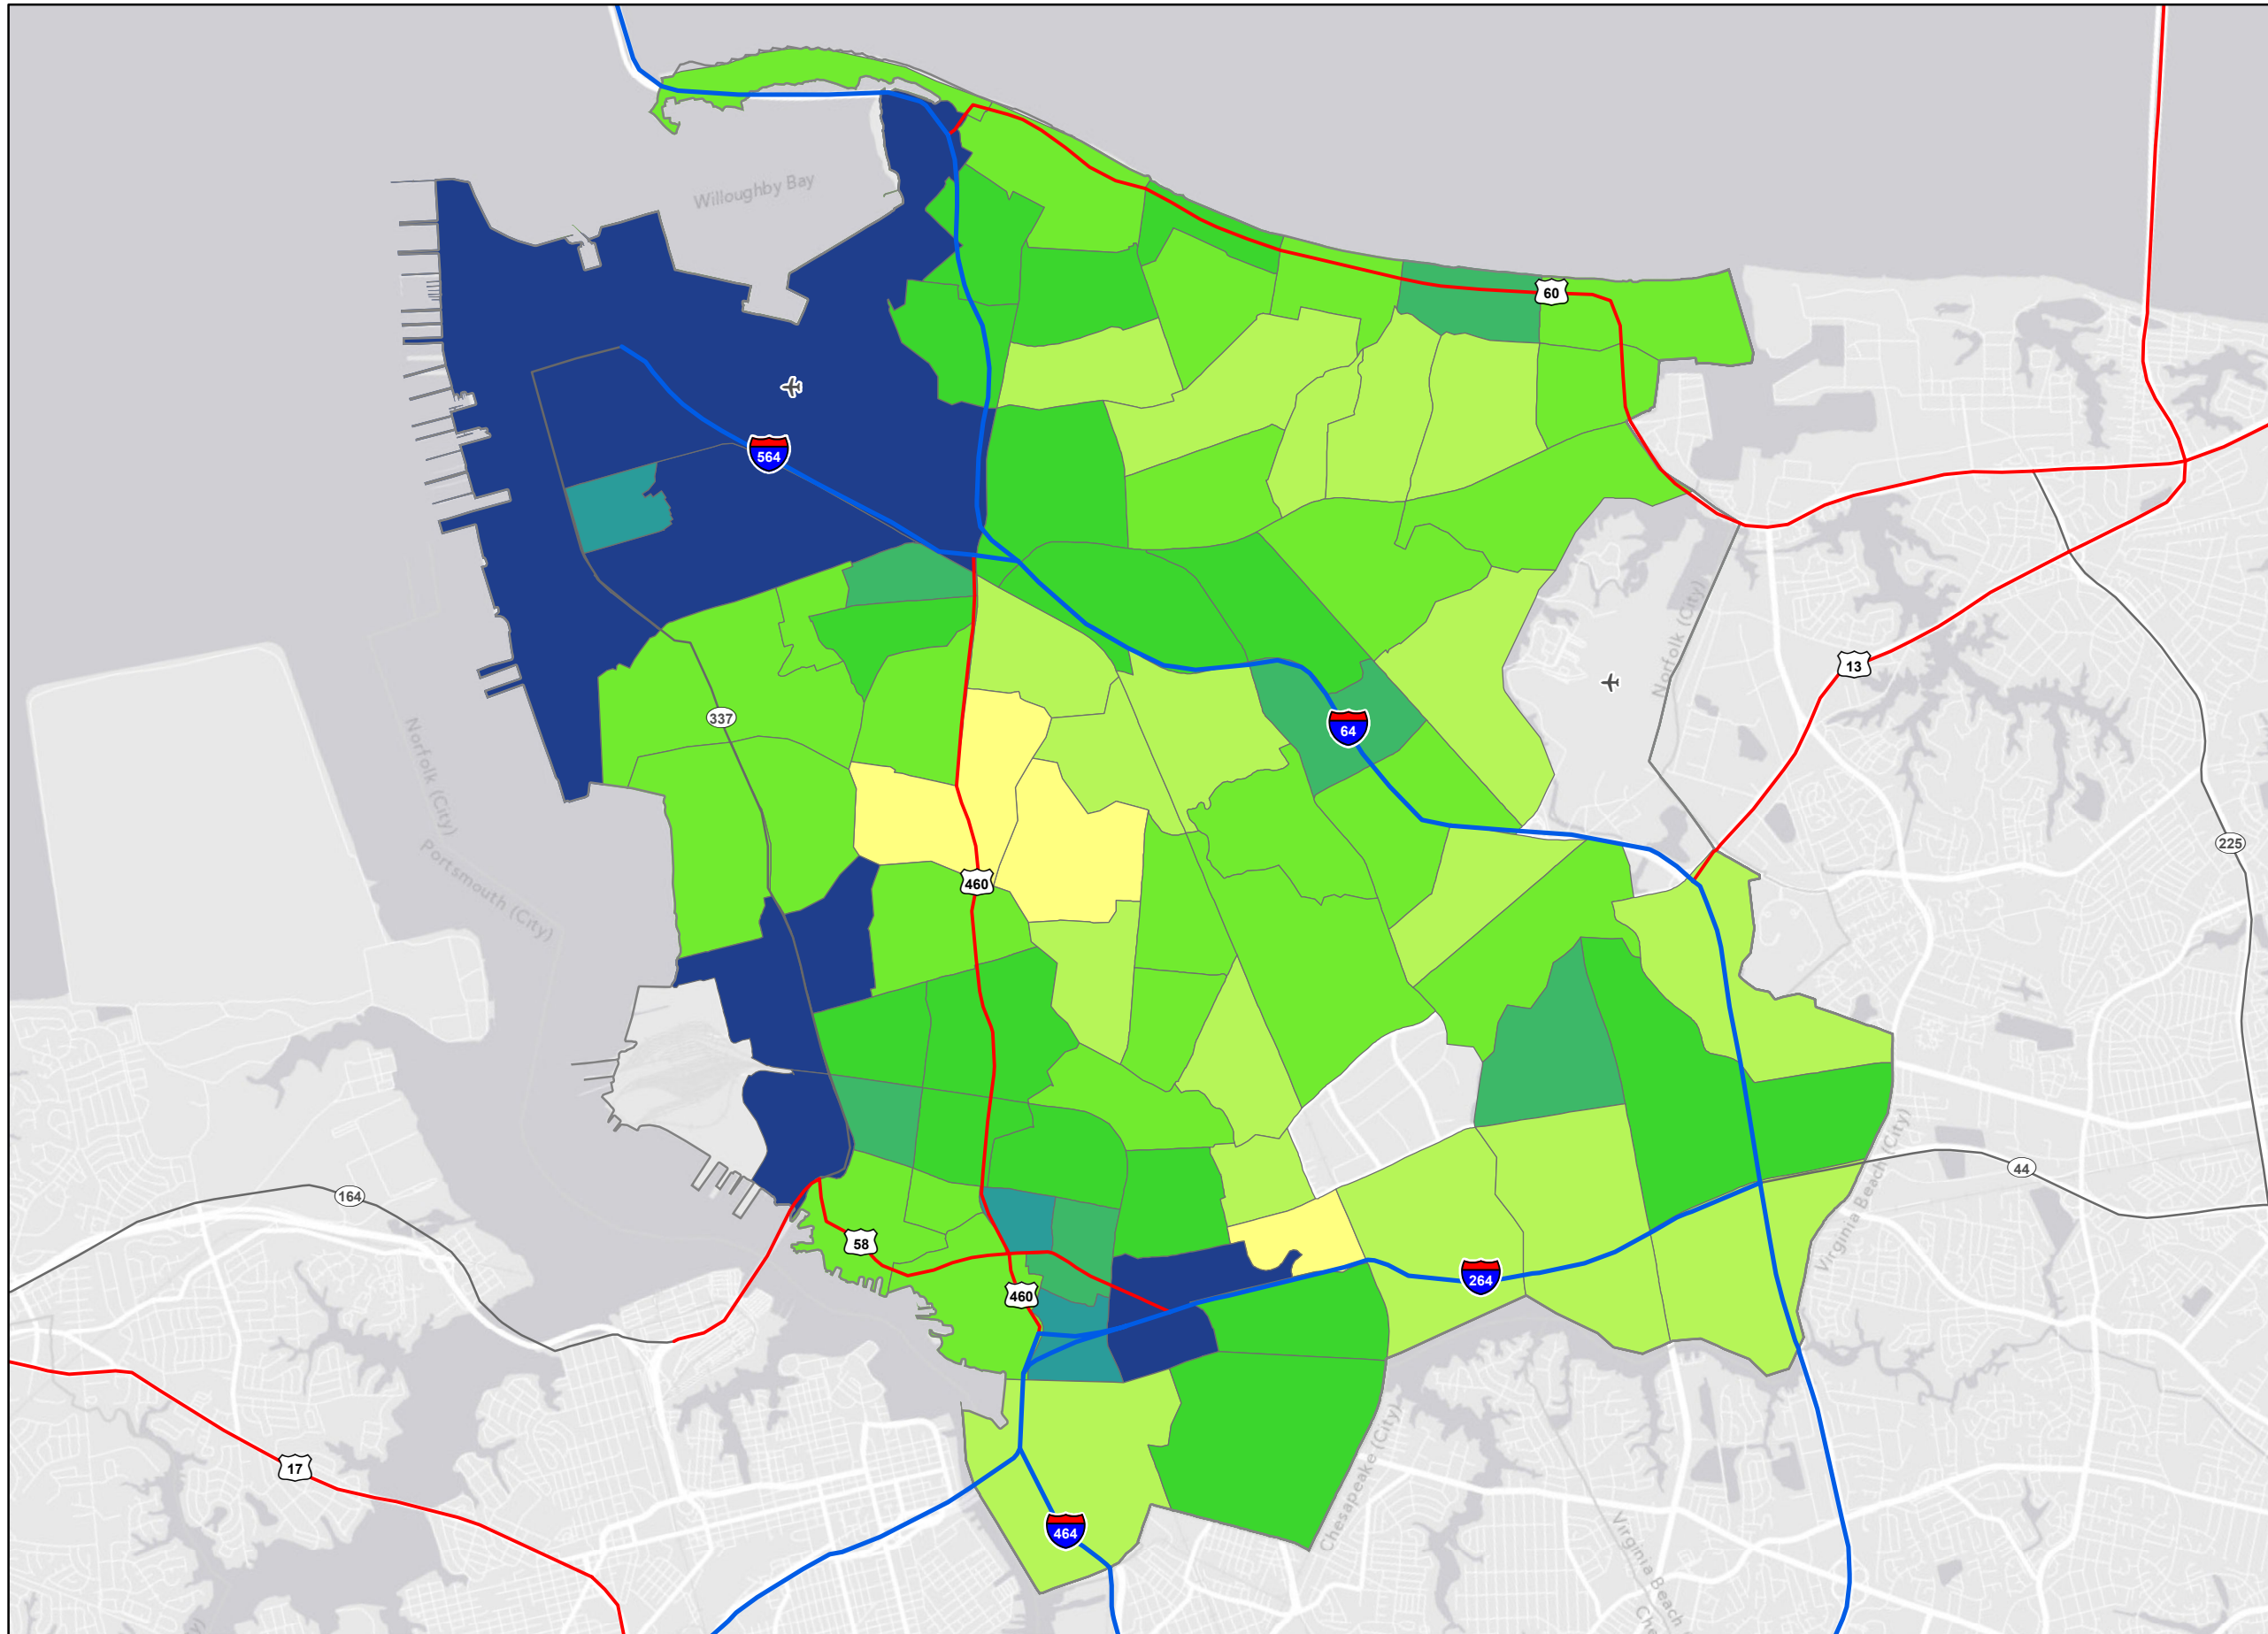 Willoughby Bay
60
564
Norfolk (City)
13
337
64
Norfolk (City)
Portsmouth (City)
225
460
44
164
Virginia Beach (City)
58
264
460
Chesapeake (City)
17
464
Virginia Beach
Che